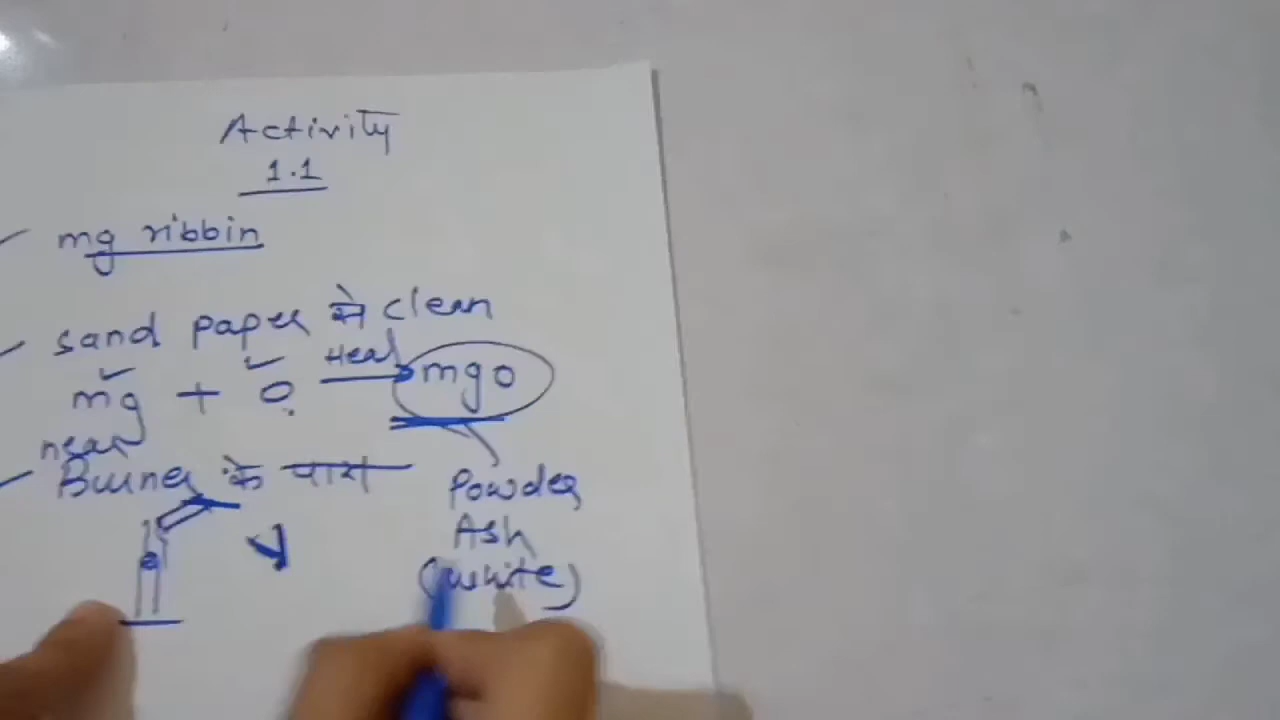 Activity
1.1
mg ribbin
sand paper से clean
mg + o Heat mgo
near
Burner के पास
Powder
Ash
(white)